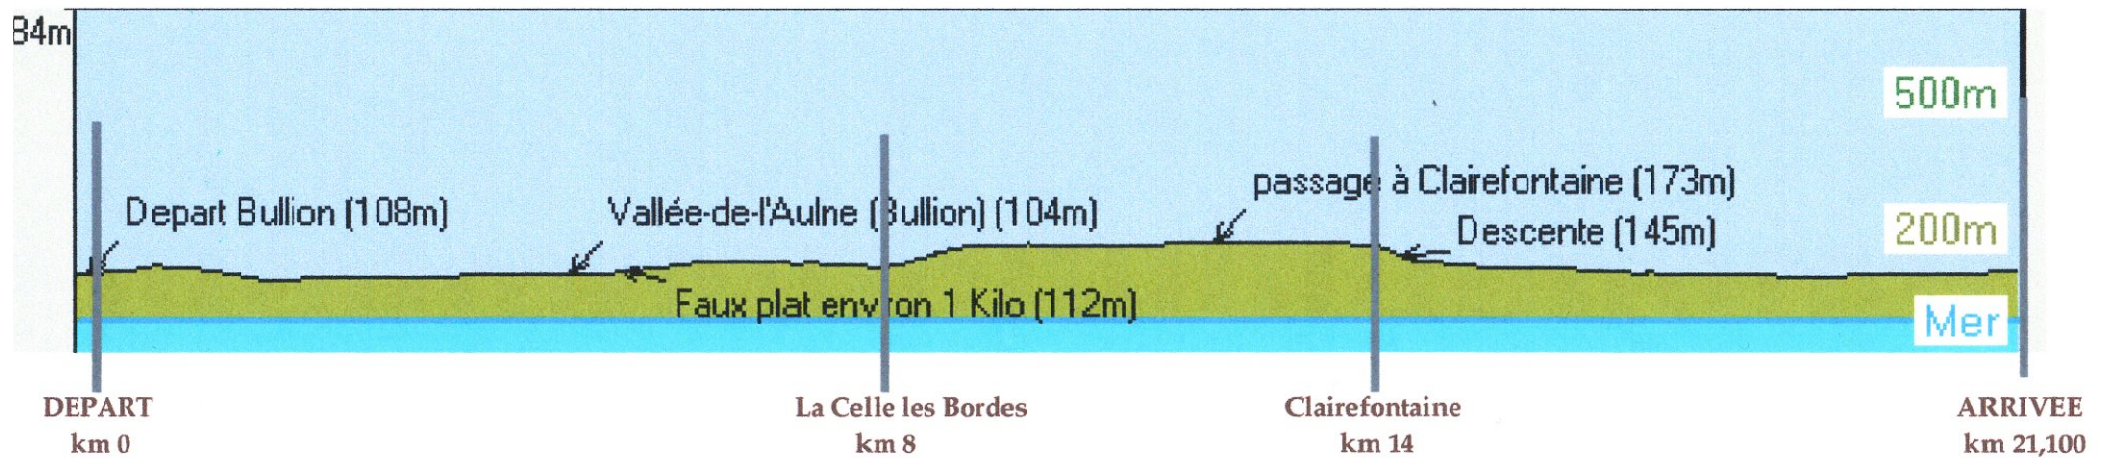 84m
500m
passage à Clairefontaine (173m)
Depart Bullion (108m)
Vallée-de-l'Aulne (Bullion) (104m)
Descente (145m)
200m
Faux plat environ 1 Kilo (112m)
Mer
DEPART
km 0
La Celle les Bordes
km 8
Clairefontaine
km 14
ARRIVEE
km 21,100